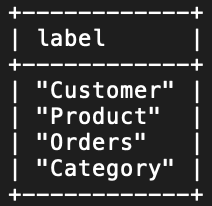 label
"Customer"
"Product"
"Orders"
"Category"